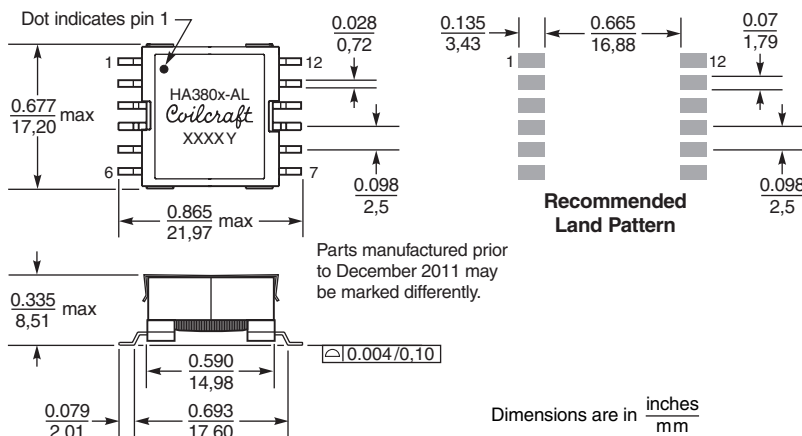 Dot indicates pin 1
1
12
HA380x-AL
Coilcraft
XXXXY
6
7
0.677
17,20
max
0.028
0,72
0.098
2,5
0.865
21,97
max
0.135
3,43
0.665
16,88
0.07
1,79
1
12
0.098
2,5
Recommended
Land Pattern
Parts manufactured prior
to December 2011 may
be marked differently.
0.335
8,51
max
0.004/0,10
0.590
14,98
0.079
2,01
0.693
17,60
Dimensions are in inches
mm